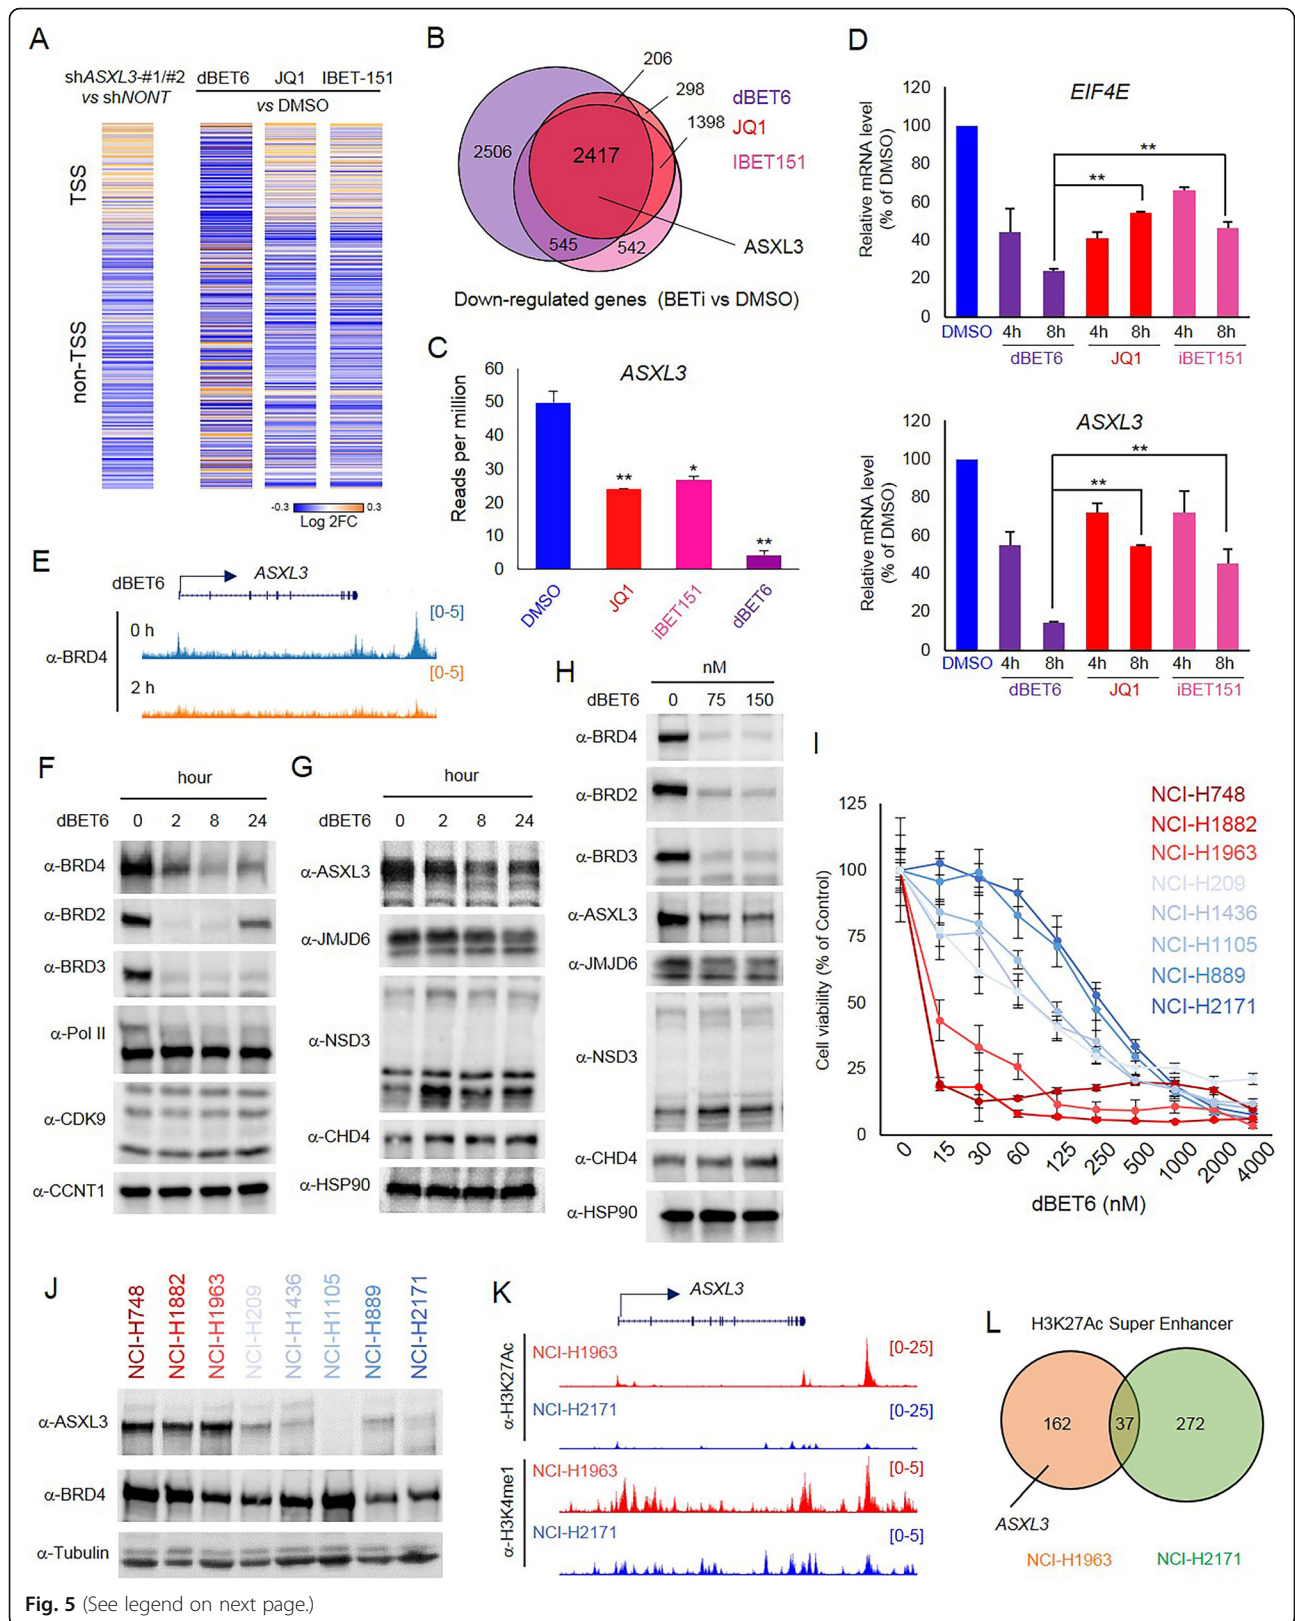 A
shASXL3-#1/#2
vs shNONT
dBET6 JQ1 IBET-151
vs DMSO
TSS
non-TSS
-0.3 0.3
Log 2FC
B
206
298
1398
2506
2417
545
542
dBET6
JQ1
IBET151
ASXL3
Down-regulated genes (BETi vs DMSO)
C
ASXL3
Reads per million
60
50
40
30
20
10
0
**
*
**
DMSO
JQ1
iBET151
dBET6
D
EIF4E
Relative mRNA level
(% of DMSO)
120
100
80
60
40
20
0
**
**
DMSO 4h 8h 4h 8h 4h 8h
dBET6 JQ1 iBET151
ASXL3
Relative mRNA level
(% of DMSO)
120
100
80
60
40
20
0
**
**
DMSO 4h 8h 4h 8h 4h 8h
dBET6 JQ1 iBET151
E
dBET6
ASXL3
[0-5]
0 h
α-BRD4
[0-5]
2 h
F
hour
dBET6 0 2 8 24
α-BRD4
α-BRD2
α-BRD3
α-Pol II
α-CDK9
α-CCNT1
G
hour
dBET6 0 2 8 24
α-ASXL3
α-JMJD6
α-NSD3
α-CHD4
α-HSP90
H
nM
dBET6 0 75 150
α-BRD4
α-BRD2
α-BRD3
α-ASXL3
α-JMJD6
α-NSD3
α-CHD4
α-HSP90
I
Cell viability (% of Control)
125
100
75
50
25
0
NCI-H748
NCI-H1882
NCI-H1963
NCI-H209
NCI-H1436
NCI-H1105
NCI-H889
NCI-H2171
0 15 30 60 125 250 500 1000 2000 4000
dBET6 (nM)
J
NCI-H748
NCI-H1882
NCI-H1963
NCI-H209
NCI-H1436
NCI-H1105
NCI-H889
NCI-H2171
α-ASXL3
α-BRD4
α-Tubulin
K
ASXL3
α-H3K27Ac
NCI-H1963 [0-25]
NCI-H2171 [0-25]
α-H3K4me1
NCI-H1963 [0-5]
NCI-H2171 [0-5]
L
H3K27Ac Super Enhancer
162 37 272
ASXL3
NCI-H1963 NCI-H2171
Fig. 5 (See legend on next page.)